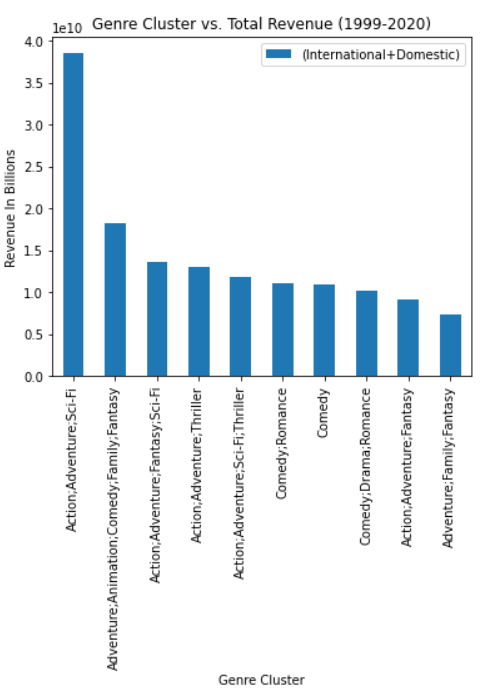 Genre Cluster vs. Total Revenue (1999-2020)
1e10
(International+Domestic)
4.0
3.5
3.0
2.5
2.0
1.5
1.0
0.5
0.0
Revenue In Billions
Action;Adventure;Sci-Fi
Adventure;Animation;Comedy;Family;Fantasy
Action;Adventure;Fantasy;Sci-Fi
Action;Adventure;Thriller
Action;Adventure;Sci-Fi;Thriller
Comedy;Romance
Comedy
Comedy;Drama;Romance
Action;Adventure;Fantasy
Adventure;Family;Fantasy
Genre Cluster